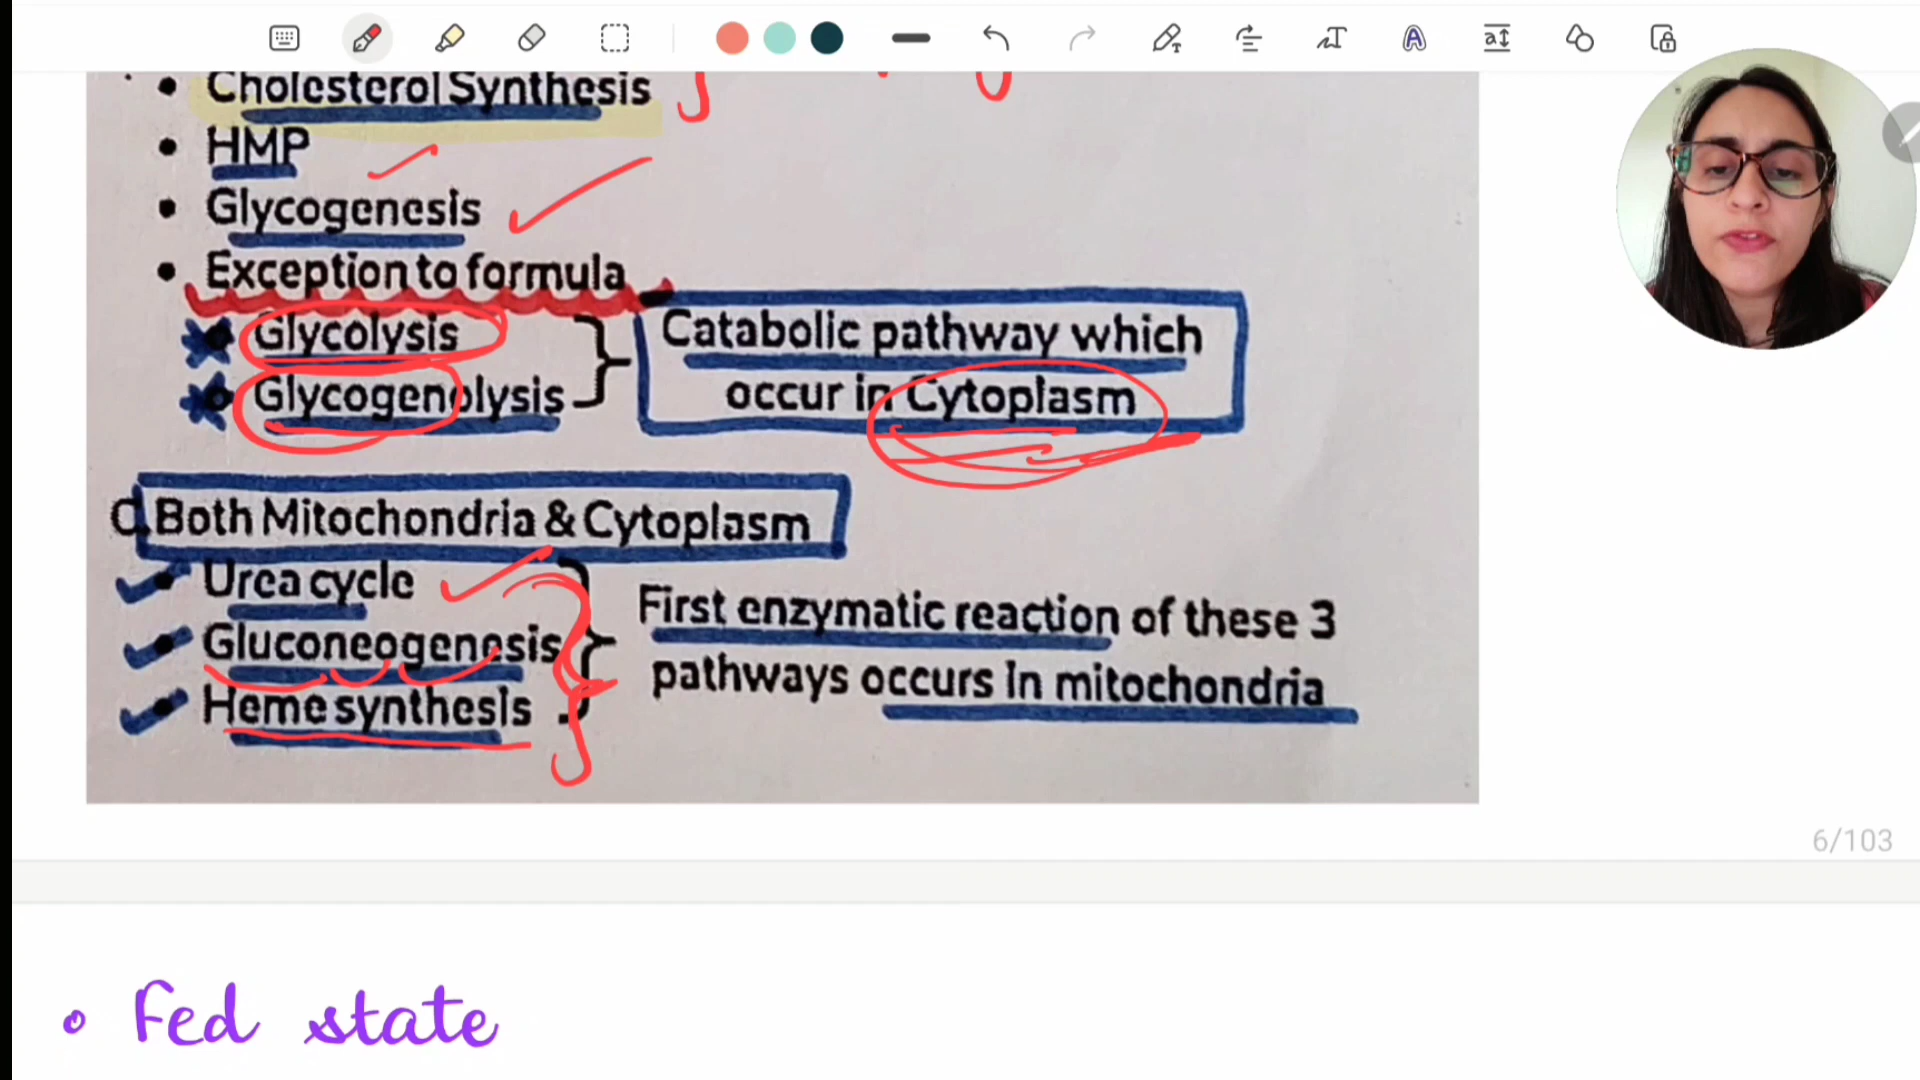 • Cholesterol Synthesis
• HMP
• Glycogenesis
• Exception to formula
Glycolysis
Glycogenolysis
Catabolic pathway which
occur in Cytoplasm
C. Both Mitochondria & Cytoplasm
• Urea cycle
• Gluconeogenesis
• Heme synthesis
First enzymatic reaction of these 3
pathways occurs In mitochondria
6/103
• Fed state